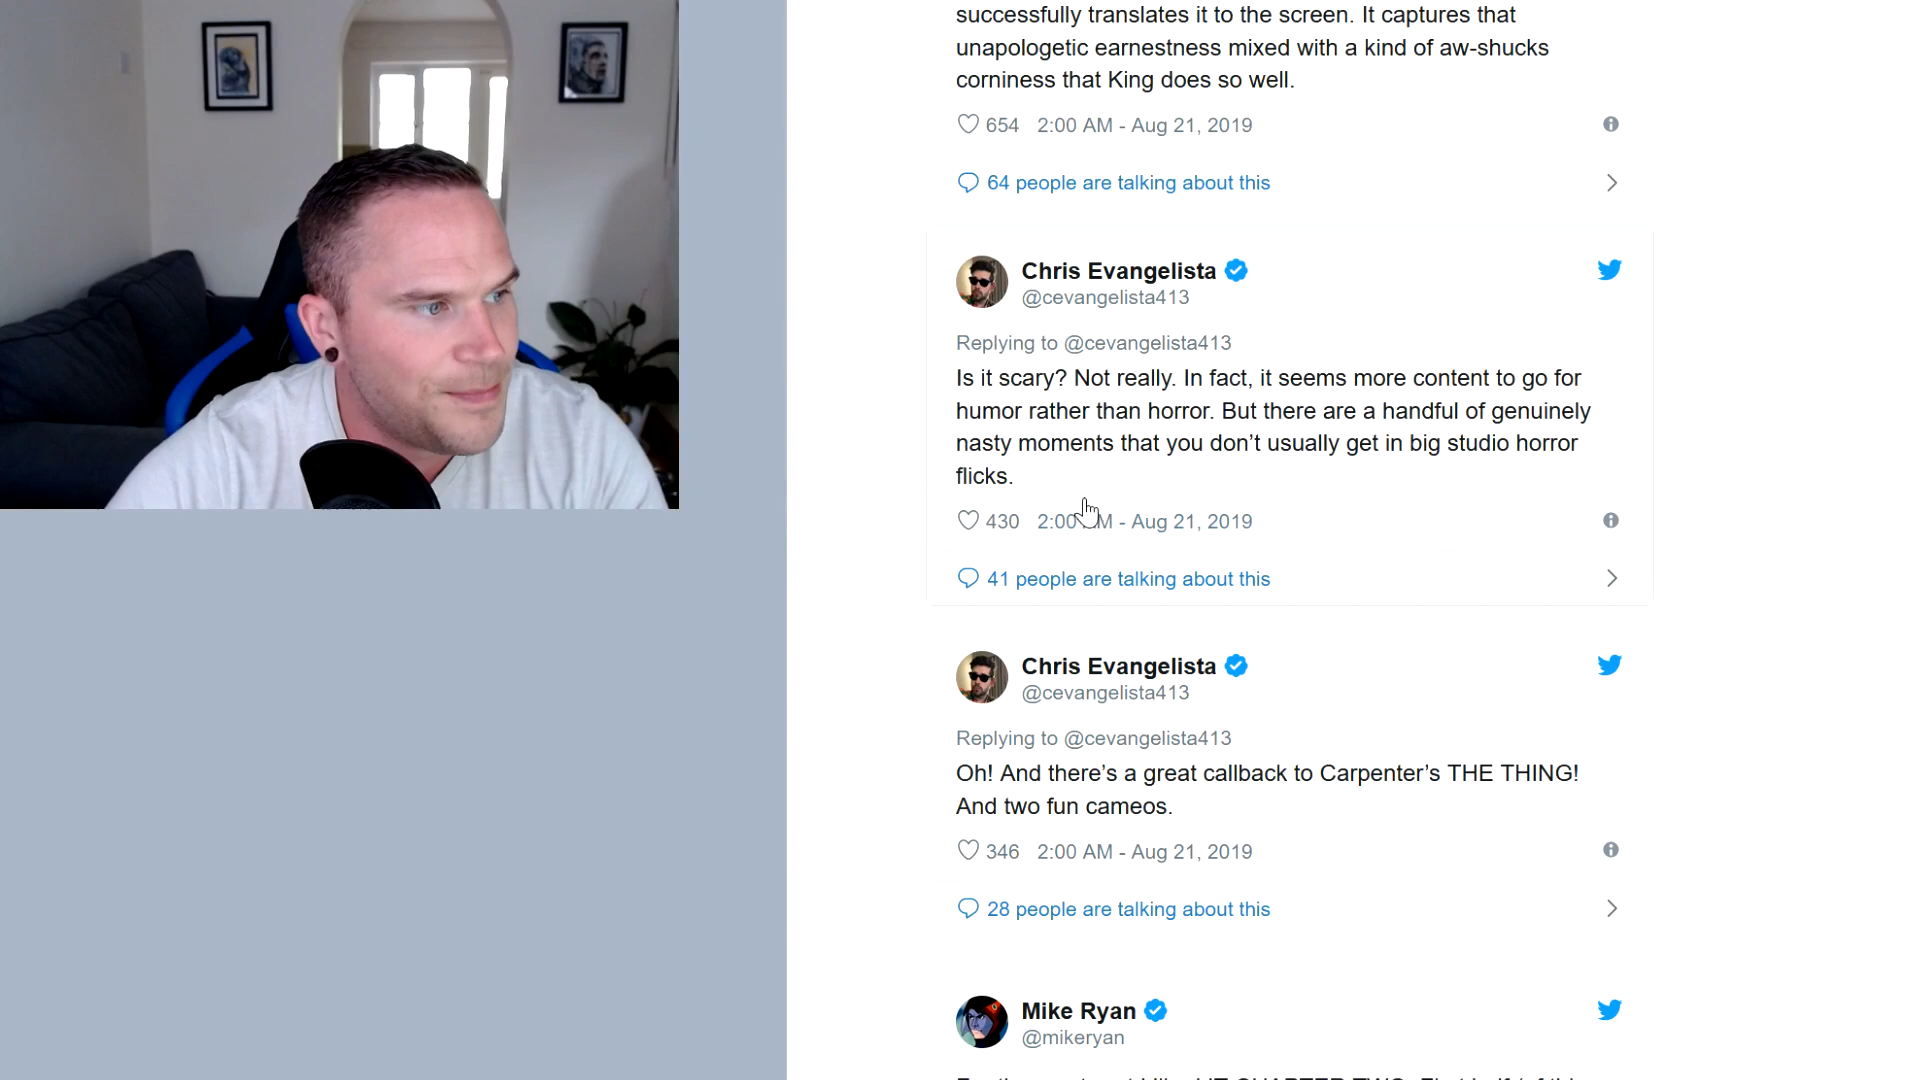 successfully translates it to the screen. It captures that
unapologetic earnestness mixed with a kind of aw-shucks
corniness that King does so well.
654 2:00 AM - Aug 21, 2019
64 people are talking about this
Chris Evangelista
@cevangelista413
Replying to @cevangelista413
Is it scary? Not really. In fact, it seems more content to go for
humor rather than horror. But there are a handful of genuinely
nasty moments that you don’t usually get in big studio horror
flicks.
430 2:00 AM - Aug 21, 2019
41 people are talking about this
Chris Evangelista
@cevangelista413
Replying to @cevangelista413
Oh! And there’s a great callback to Carpenter’s THE THING!
And two fun cameos.
346 2:00 AM - Aug 21, 2019
28 people are talking about this
Mike Ryan
@mikeryan